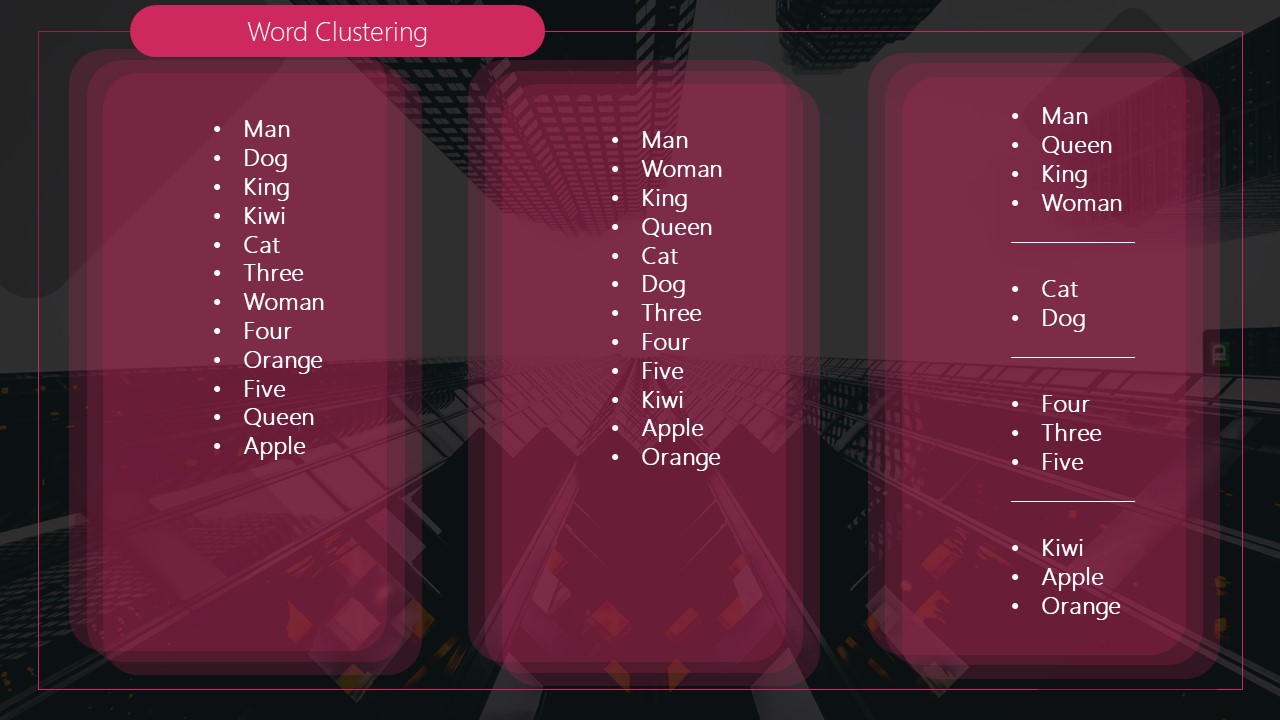 Word Clustering
• Man
• Dog
• King
• Kiwi
• Cat
• Three
• Woman
• Four
• Orange
• Five
• Queen
• Apple
• Man
• Woman
• King
• Queen
• Cat
• Dog
• Three
• Four
• Five
• Kiwi
• Apple
• Orange
• Man
• Queen
• King
• Woman
• Cat
• Dog
• Four
• Three
• Five
• Kiwi
• Apple
• Orange